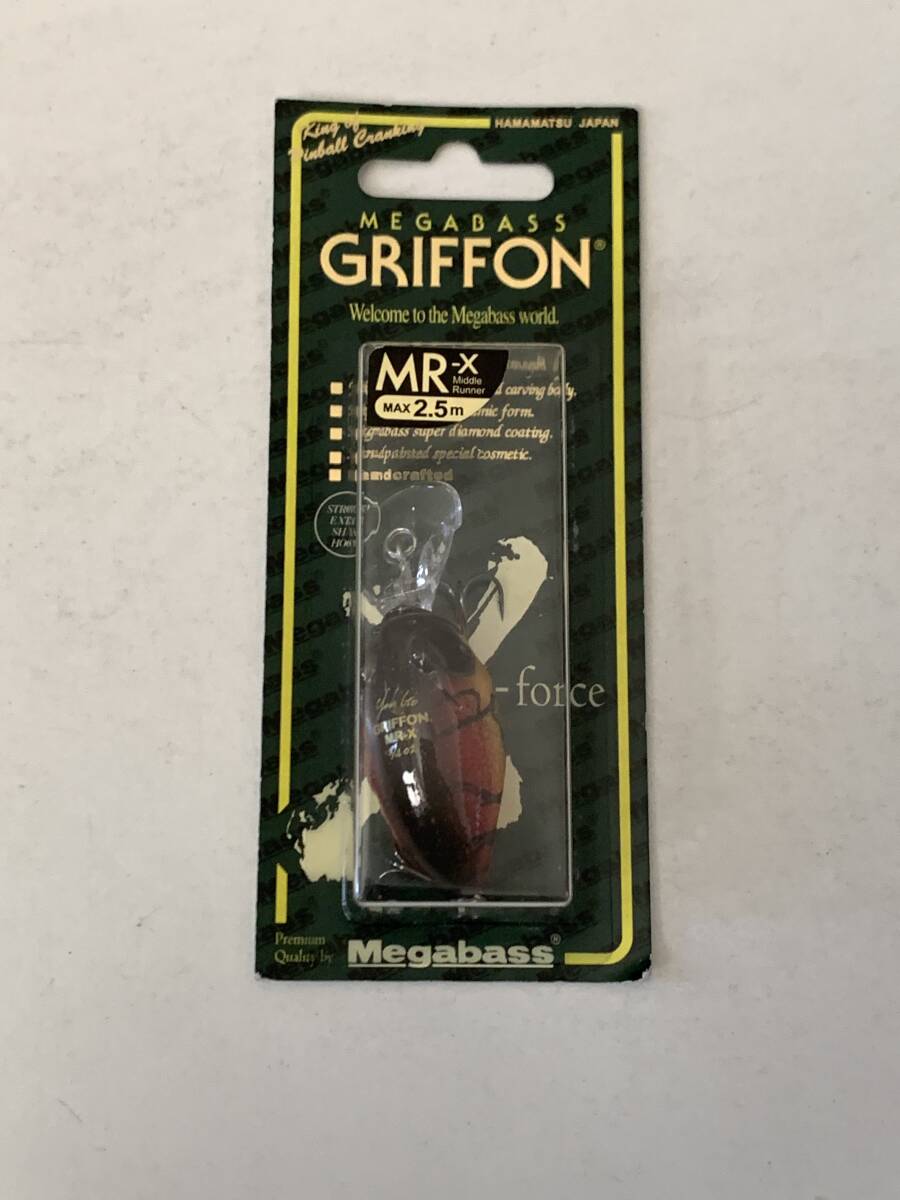 King of
Pinball Cranking
HAMAMATSU JAPAN
MEGABASS
GRIFFON®
Welcome to the Megabass world.
MR-X
Middle
Runner
MAX 2.5m
carving body.
form.
super diamond coating.
special cosmetic.
handcrafted
GRIFFON
MR-X
-force
Premium
Quality by
Megabass®